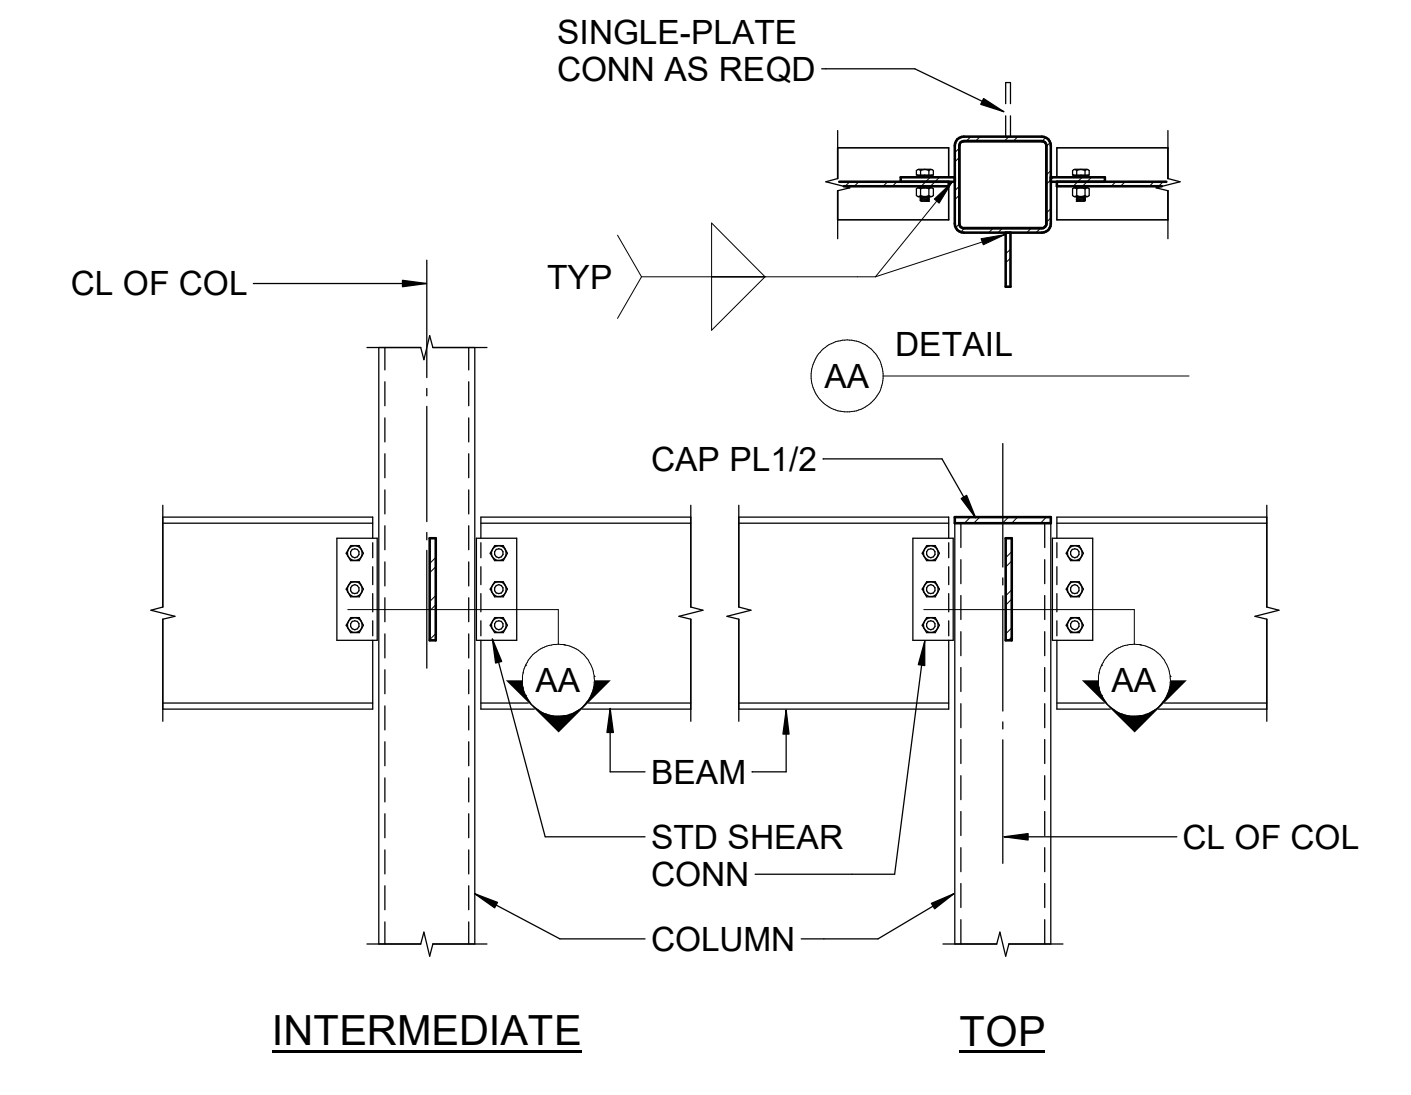 SINGLE-PLATE
CONN AS REQD
TYP
CL OF COL
DETAIL
AA
CAP PL1/2
AA
AA
BEAM
STD SHEAR
CONN
CL OF COL
COLUMN
INTERMEDIATE
TOP